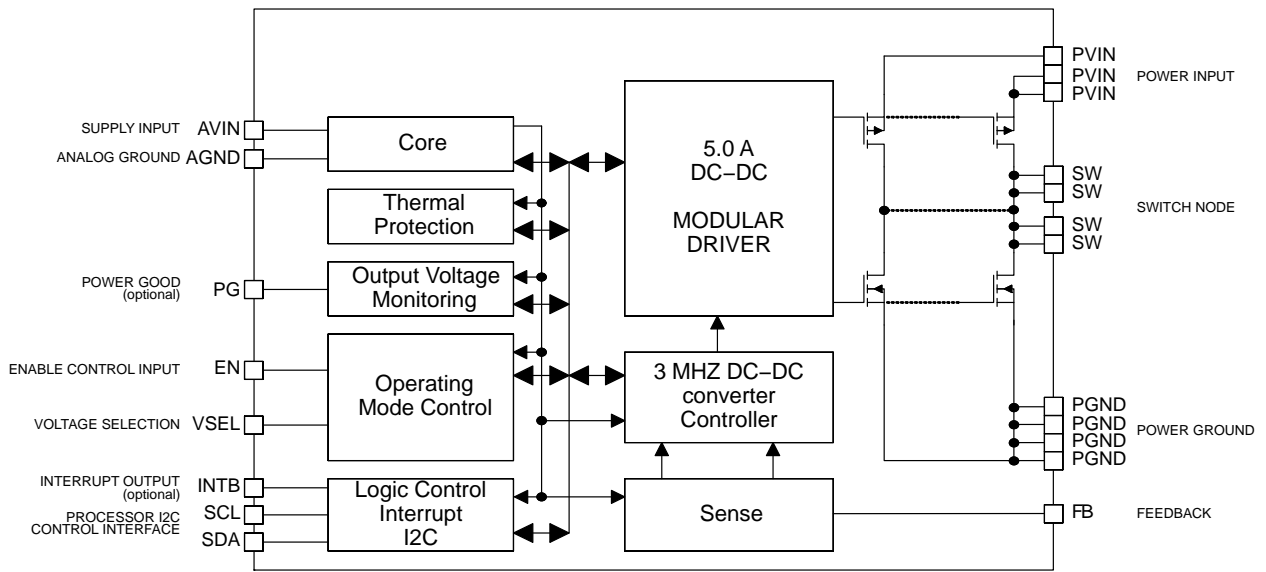 SUPPLY INPUT
AVIN
ANALOG GROUND
AGND
POWER GOOD
(optional)
PG
ENABLE CONTROL INPUT
EN
VOLTAGE SELECTION
VSEL
INTERRUPT OUTPUT
(optional)
INTB
PROCESSOR I2C
CONTROL INTERFACE
SCL
SDA
Core
Thermal
Protection
Output Voltage
Monitoring
Operating
Mode Control
Logic Control
Interrupt
I2C
5.0 A
DC−DC
MODULAR
DRIVER
3 MHZ DC−DC
converter
Controller
Sense
PVIN
PVIN
PVIN
POWER INPUT
SW
SW
SW
SW
SWITCH NODE
PGND
PGND
PGND
PGND
POWER GROUND
FB
FEEDBACK